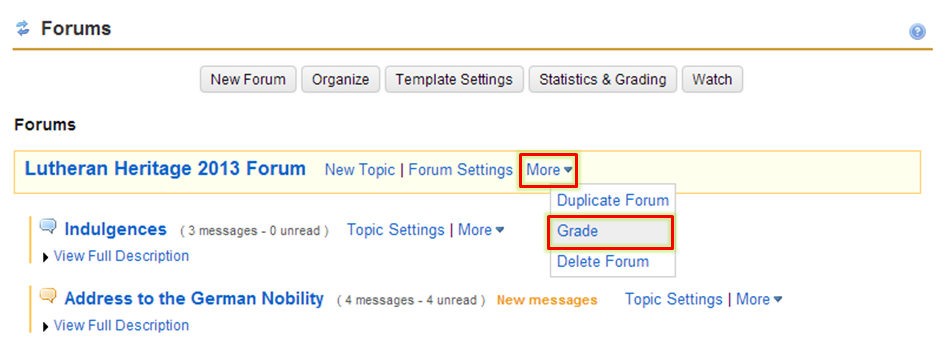 Forums
New Forum Organize Template Settings Statistics & Grading Watch
Forums
Lutheran Heritage 2013 Forum New Topic | Forum Settings More
Duplicate Forum
Indulgences ( 3 messages - 0 unread ) Topic Settings | More
Grade
View Full Description
Delete Forum
Address to the German Nobility ( 4 messages - 4 unread ) New messages Topic Settings | More
View Full Description